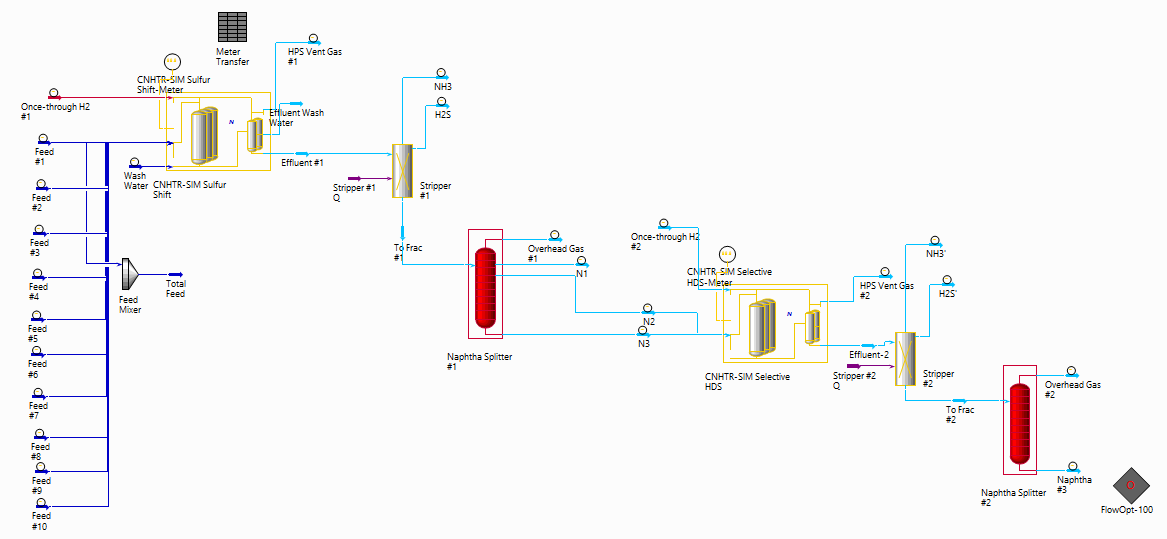 Meter
Transfer
HPS Vent Gas
#1
CNHTR-SIM Sulfur
Shift-Meter
NH3
Once-through H2
#1
H2S
Effluent Wash
Water
N
Feed
#1
Effluent #1
Wash
Water
CNHTR-SIM Sulfur
Shift
Stripper #1
Q
Stripper
#1
Feed
#2
Feed
#3
Once-through H2
#2
To Frac
#1
Overhead Gas
#1
N1
NH3'
CNHTR-SIM Selective
HDS-Meter
HPS Vent Gas
#2
H2S'
Feed
#4
Feed
Mixer
Total
Feed
N
N2
Feed
#5
N3
Naphtha Splitter
#1
Effluent-2
Feed
#6
CNHTR-SIM Selective
HDS
Stripper #2
Q
Stripper
#2
Overhead Gas
#2
Feed
#7
To Frac
#2
Feed
#8
Feed
#9
Naphtha
#3
Naphtha Splitter
#2
Feed
#10
FlowOpt-100